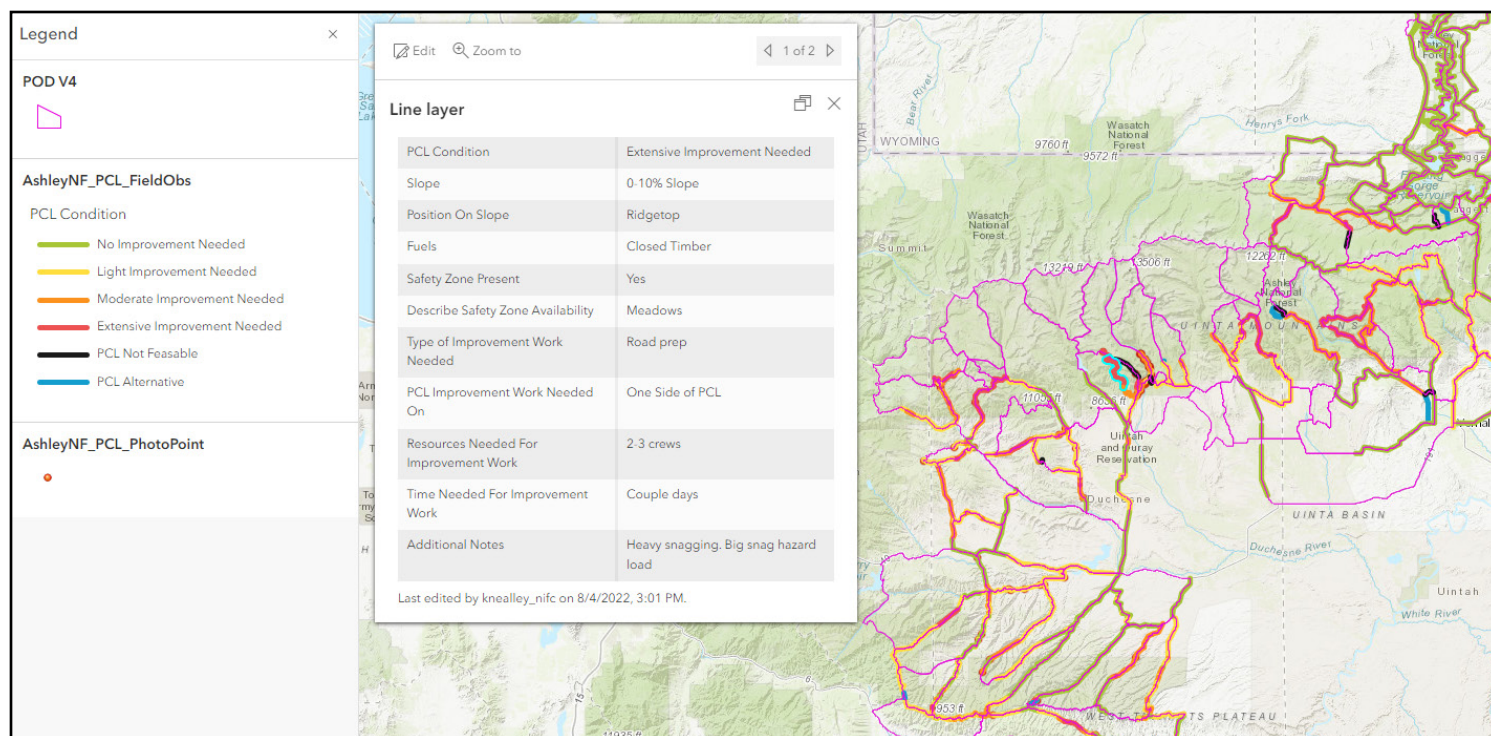 Legend
POD V4
AshleyNF_PCL_FieldObs
PCL Condition
No Improvement Needed
Light Improvement Needed
Moderate Improvement Needed
Extensive Improvement Needed
PCL Not Feasable
PCL Alternative
AshleyNF_PCL_PhotoPoint
Edit
Zoom to
1 of 2
Line layer
PCL Condition Extensive Improvement Needed
Slope 0-10% Slope
Position On Slope Ridgetop
Fuels Closed Timber
Safety Zone Present Yes
Describe Safety Zone Availability Meadows
Type of Improvement Work
Needed
Road prep
PCL Improvement Work Needed
On
One Side of PCL
Resources Needed For
Improvement Work
2-3 crews
Time Needed For Improvement
Work
Couple days
Additional Notes
Heavy snagging. Big snag hazard
load
Last edited by knealley_nifc on 8/4/2022, 3:01 PM.
Bear River
UTAH
WYOMING
Wasatch
National
Forest
Henrys Fork
9760 ft
9572 ft
Wasatch
National
Forest
Summit
13219 ft
13506 ft
12202 ft
Ashley
National
Forest
UINTA MOUNTAINS
8636 ft
Uintah
and Ouray
Reservation
Duchesne
UINTA BASIN
Duchesne River
Uintah
White River
WEST TAVAPUTS PLATEAU
15
6
11935 ft